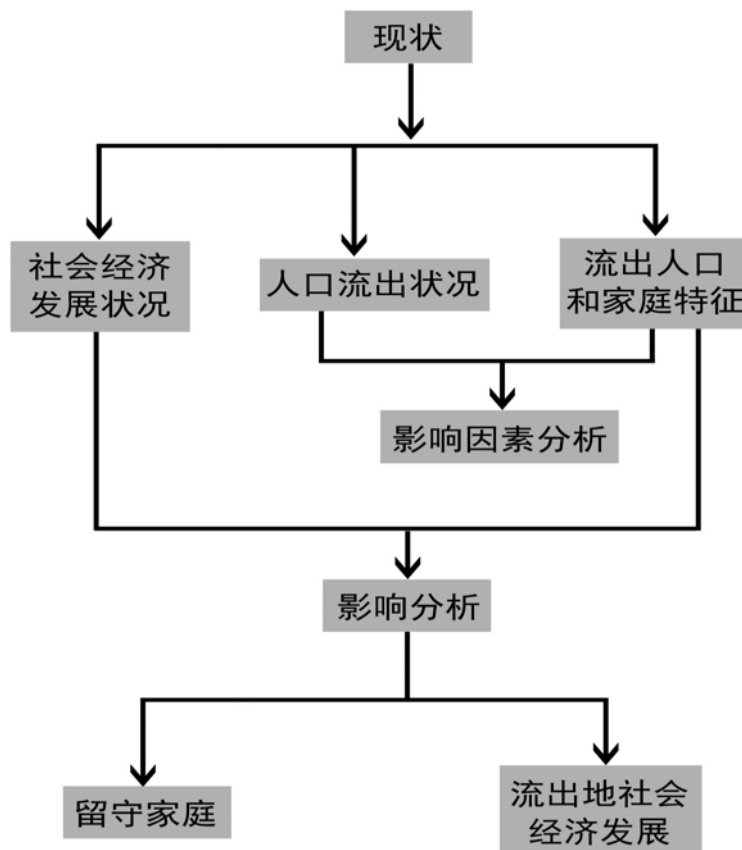 现状
社会经济
发展状况
人口流出状况
流出人口
和家庭特征
影响因素分析
影响分析
留守家庭
流出地社会
经济发展